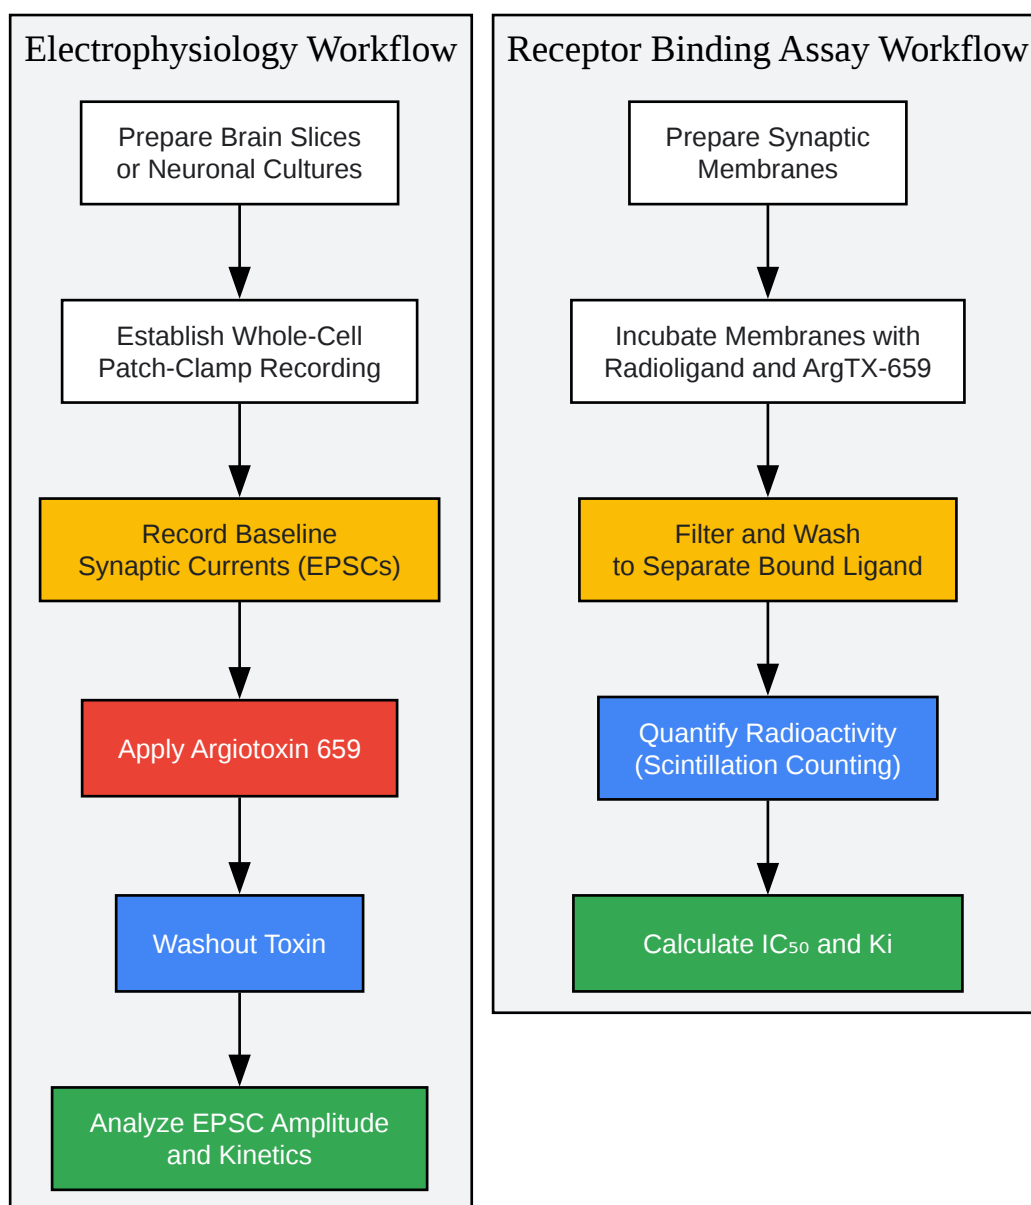 Electrophysiology Workflow
Prepare Brain Slices
or Neuronal Cultures
Establish Whole-Cell
Patch-Clamp Recording
Record Baseline
Synaptic Currents (EPSCs)
Apply Argiotoxin 659
Washout Toxin
Analyze EPSC Amplitude
and Kinetics
Receptor Binding Assay Workflow
Prepare Synaptic
Membranes
Incubate Membranes with
Radioligand and ArgTX-659
Filter and Wash
to Separate Bound Ligand
Quantify Radioactivity
(Scintillation Counting)
Calculate IC₅₀ and Ki